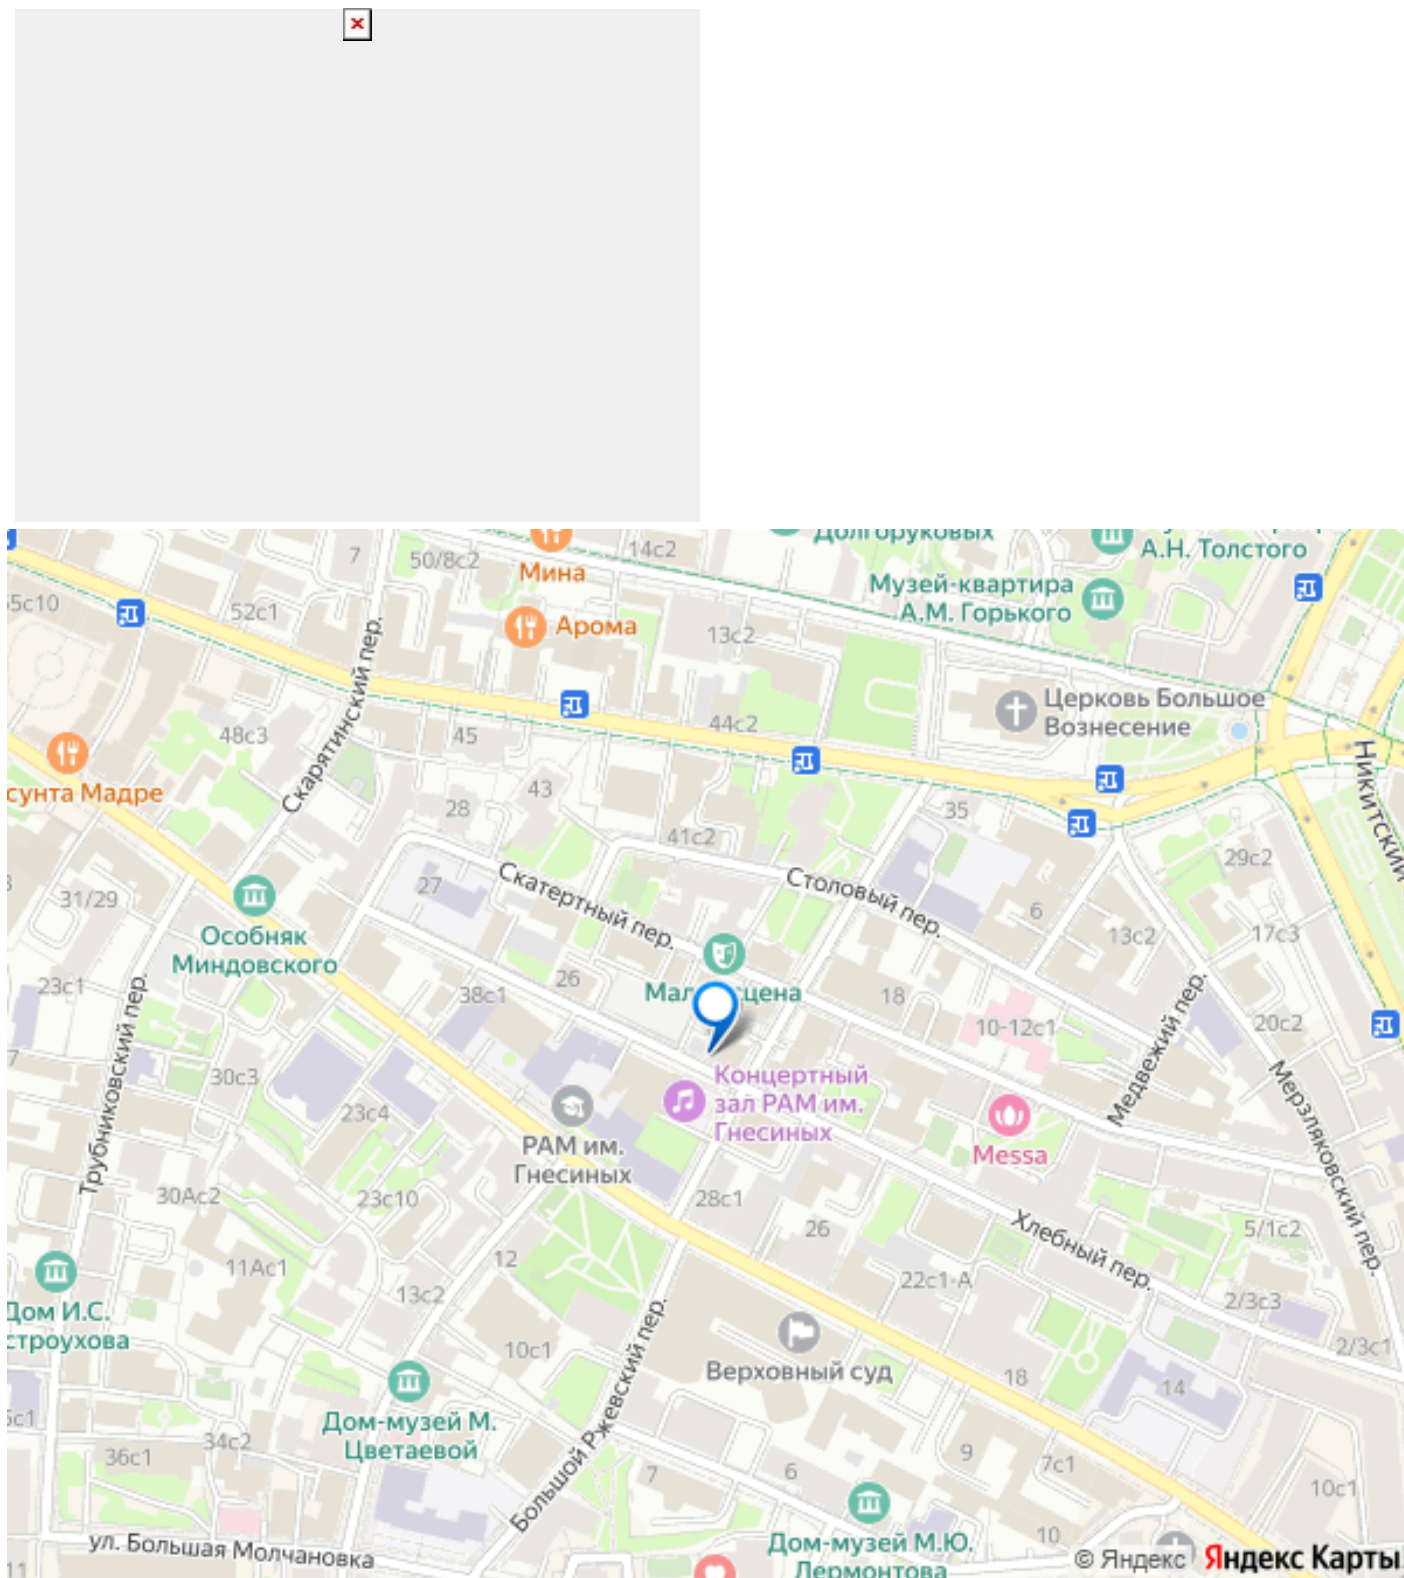 Долгоруковых
А.Н. Толстого
7
50/8с2
14с2
Мина
Музей-квартира
А.М. Горького
5с10
52с1
Арома
13с2
Скарятинский пер.
Церковь Большое
Вознесение
48с3
45
44с2
Никитский
сунта Мадре
43
28
35
41с2
29с2
31/29
27
Скатертный пер.
Столовый пер.
6
Особняк
Миндовского
13с2
17с3
23с1
38с1
26
Малая сцена
18
10-12с1
20с2
Трубниковский пер.
Медвежий пер.
Мерзляковский пер.
7
30с3
23с4
Концертный
зал РАМ им.
Гнесиных
РАМ им.
Гнесиных
Messa
30Ас2
23с10
28с1
26
Хлебный пер.
5/1с2
11Ас1
12
22с1-А
13с2
2/3с3
Дом И.С.
строухова
2/3с1
10с1
Большой Ржевский пер.
Верховный суд
18
14
5с1
Дом-музей М.
Цветаевой
34с2
36с1
9
7с1
7
6
10с1
ул. Большая Молчановка
11
10
Дом-музей М.Ю.
Лермонтова
© Яндекс Яндекс Карты